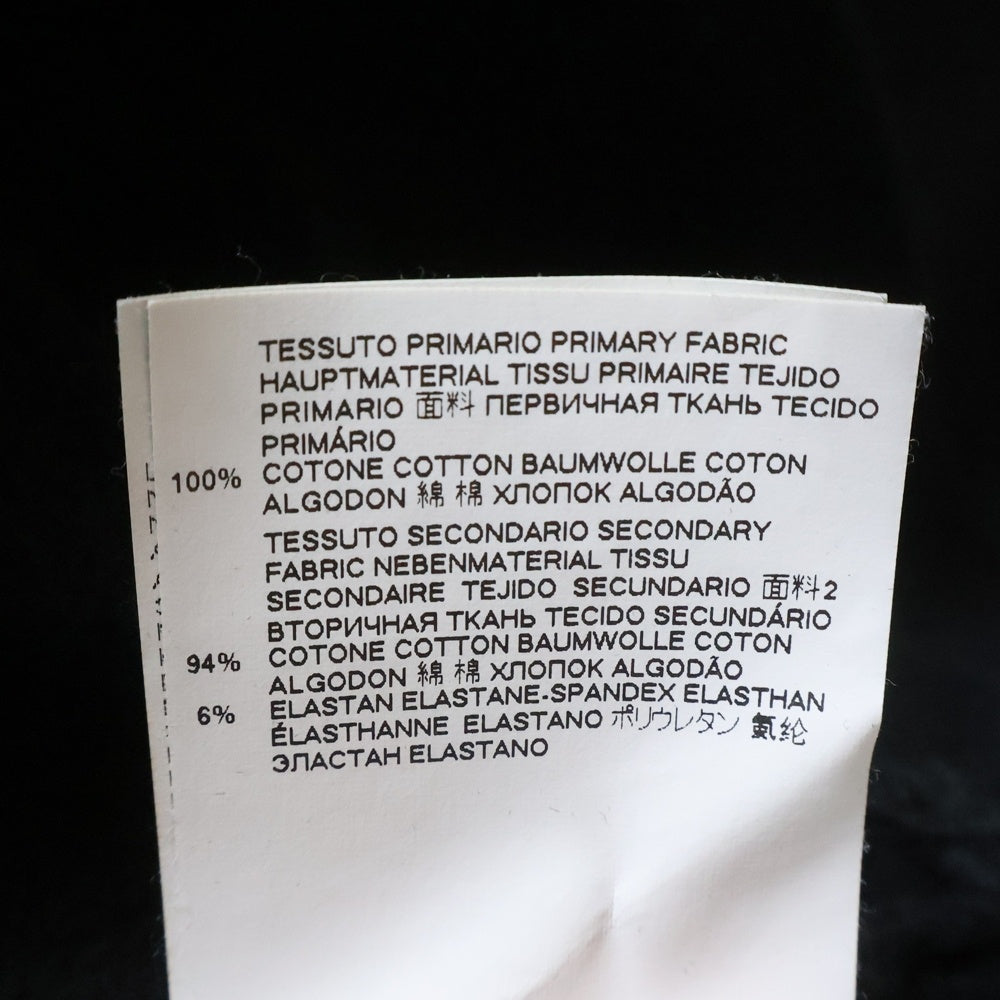 TESSUTO PRIMARIO PRIMARY FABRIC
HAUPTMATERIAL TISSU PRIMAIRE TEJIDO
PRIMARIO 面料 ПЕРВИЧНАЯ ТКАНЬ TECIDO
PRIMÁRIO
100% COTONE COTTON BAUMWOLLE COTON
ALGODON 綿 棉 ХЛОПОК ALGODÃO
TESSUTO SECONDARIO SECONDARY
FABRIC NEBENMATERIAL TISSU
SECONDAIRE TEJIDO SECUNDARIO 面料2
ВТОРИЧНАЯ ТКАНЬ TECIDO SECUNDÁRIO
94% COTONE COTTON BAUMWOLLE COTON
ALGODON 綿 棉 ХЛОПОК ALGODÃO
6% ELASTAN ELASTANE-SPANDEX ELASTHAN
ÉLASTHANNE ELASTANO ポリウレタン 氨纶
ЭЛАСТАН ELASTANO